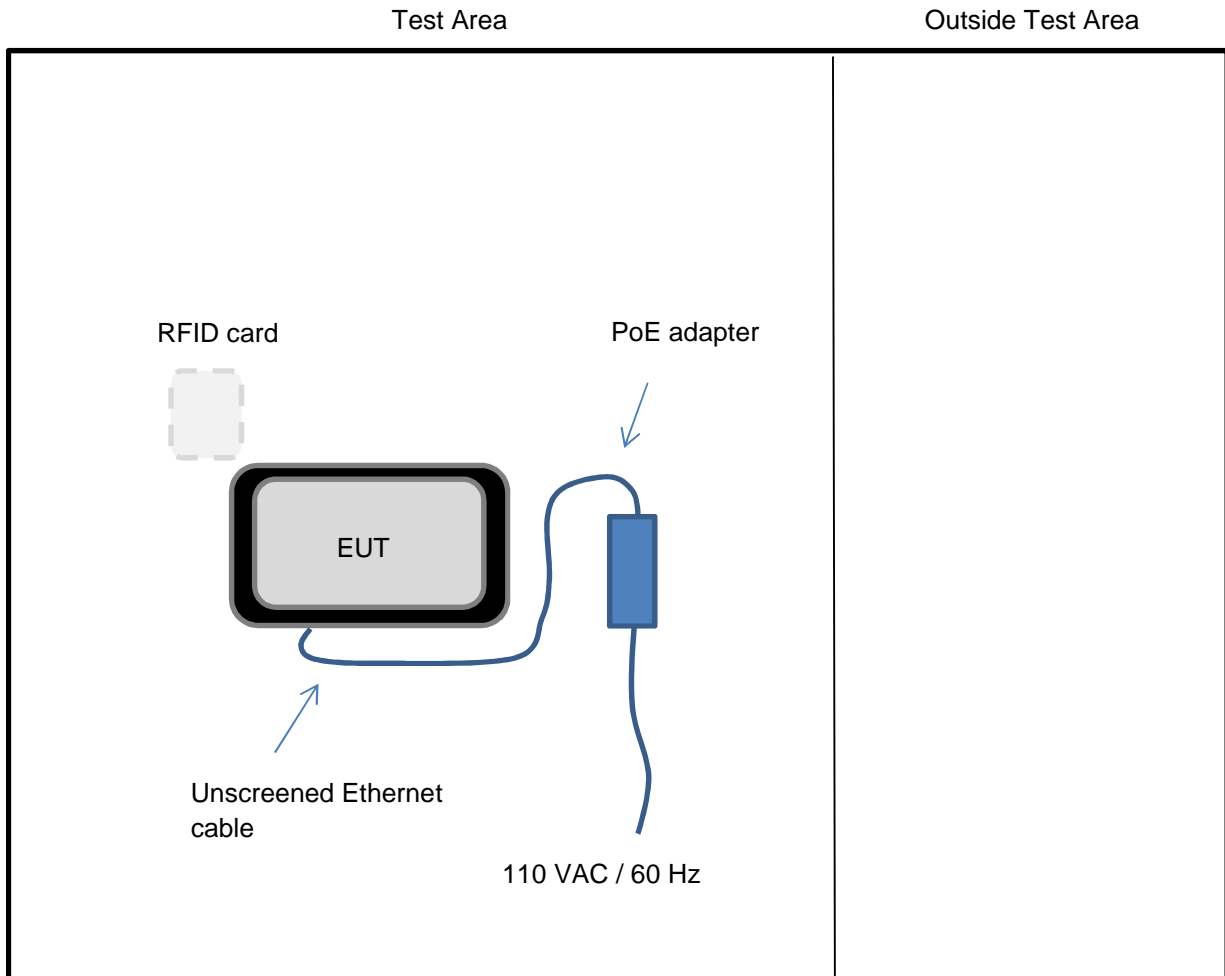 Test Area
Outside Test Area
RFID card
PoE adapter
EUT
Unscreened Ethernet
cable
110 VAC / 60 Hz